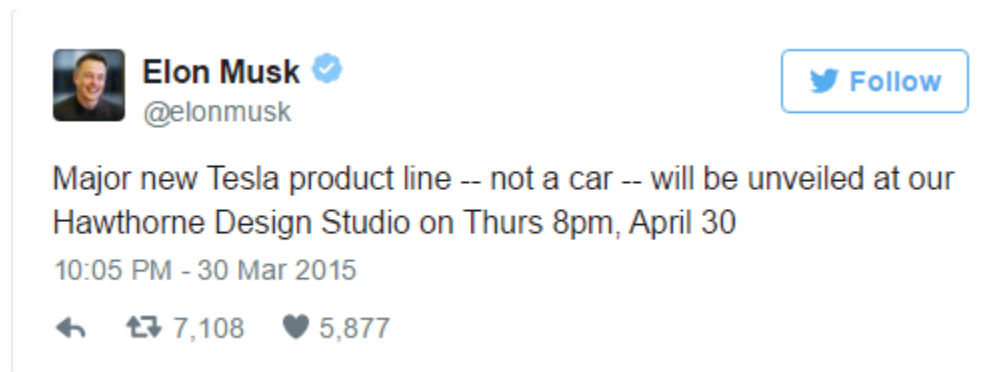 Elon Musk
@elonmusk
Follow
Major new Tesla product line -- not a car -- will be unveiled at our
Hawthorne Design Studio on Thurs 8pm, April 30
10:05 PM - 30 Mar 2015
7,108 5,877